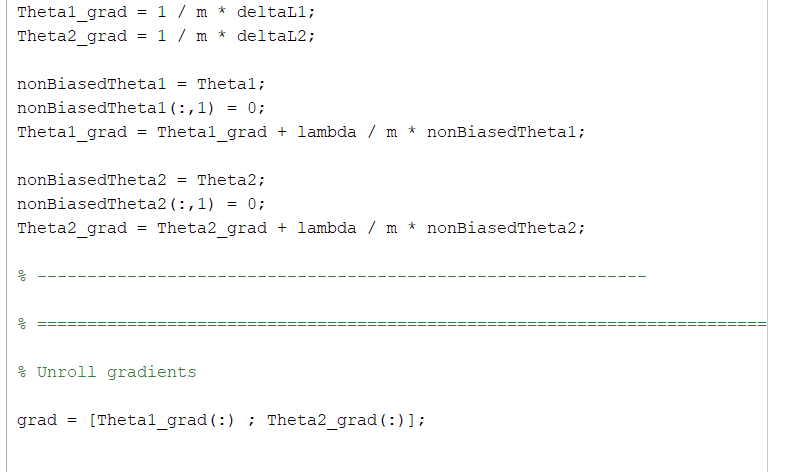 Theta1_grad = 1 / m * deltaL1;
Theta2_grad = 1 / m * deltaL2;
nonBiasedTheta1 = Theta1;
nonBiasedTheta1(:,1) = 0;
Theta1_grad = Theta1_grad + lambda / m * nonBiasedTheta1;
nonBiasedTheta2 = Theta2;
nonBiasedTheta2(:,1) = 0;
Theta2_grad = Theta2_grad + lambda / m * nonBiasedTheta2;
% -------------------------------------------------------------
% =========================================================================
% Unroll gradients
grad = [Theta1_grad(:) ; Theta2_grad(:)];